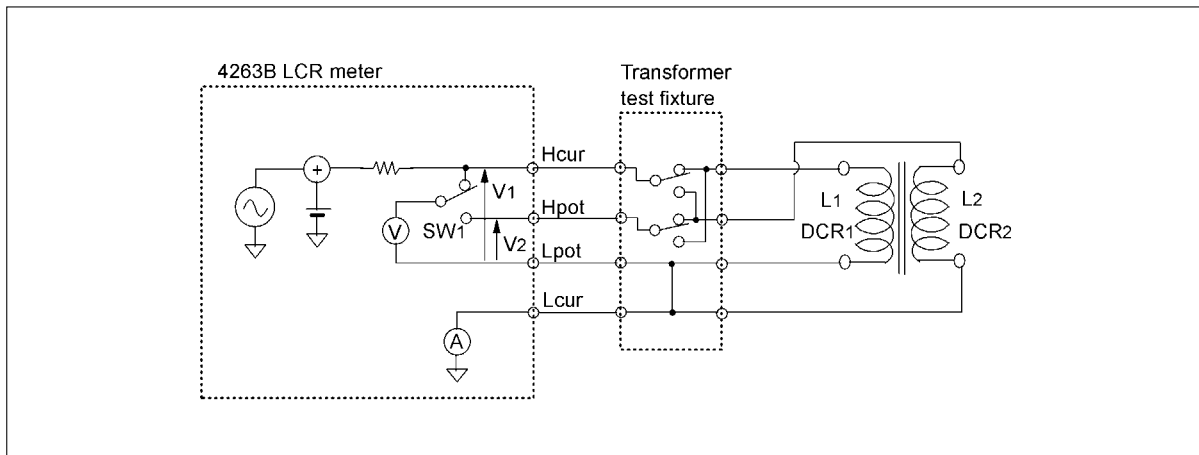 4263B LCR meter
Transformer
test fixture
Hcur
V1
Hpot
SW1
V2
Lpot
Lcur
L1
L2
DCR1
DCR2
+
V
A